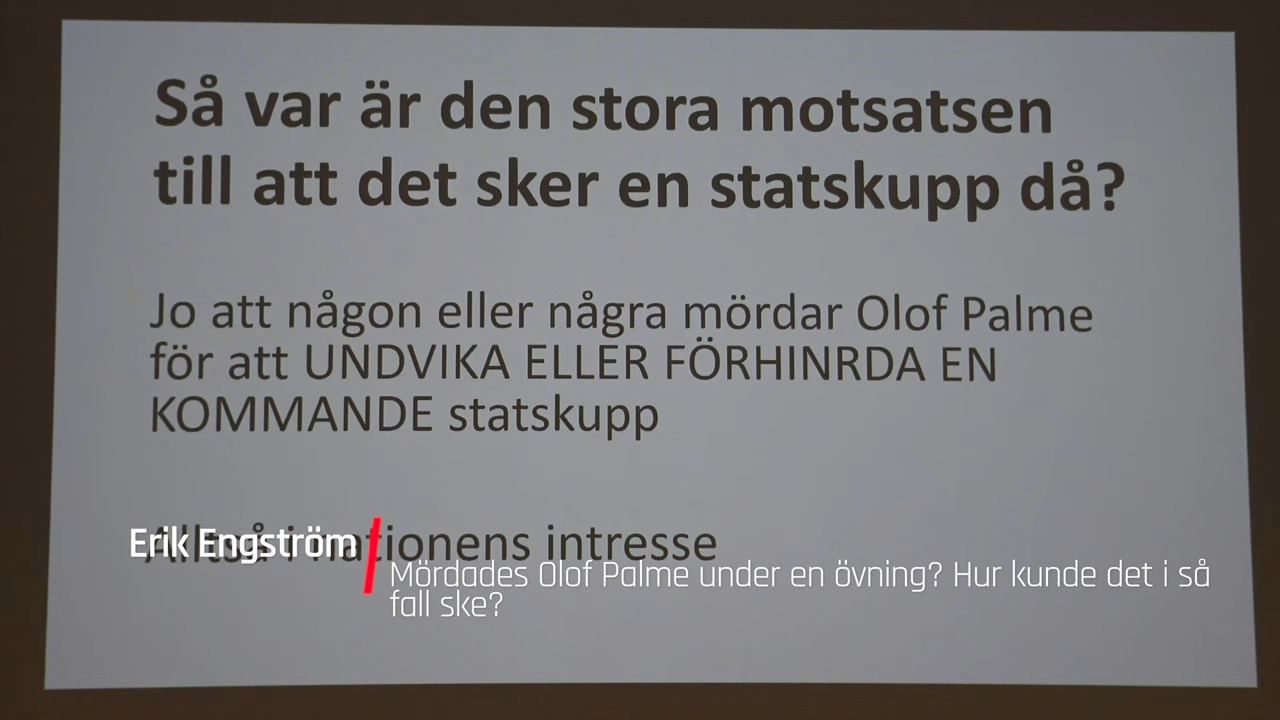 Så var är den stora motsatsen
till att det sker en statskupp då?
Jo att någon eller några mördar Olof Palme
för att UNDVIKA ELLER FÖRHINRDA EN
KOMMANDE statskupp
Alltså i nationens intresse
Erik Engström
Mördades Olof Palme under en övning? Hur kunde det i så
fall ske?